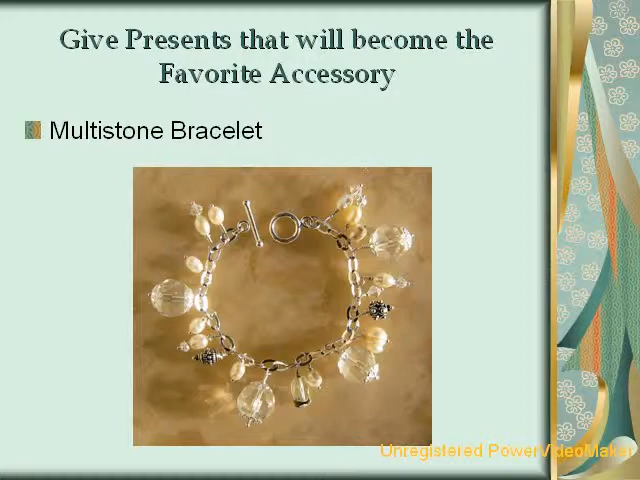 Give Presents that will become the
Favorite Accessory
Multistone Bracelet
Unregistered PowerVideoMaker